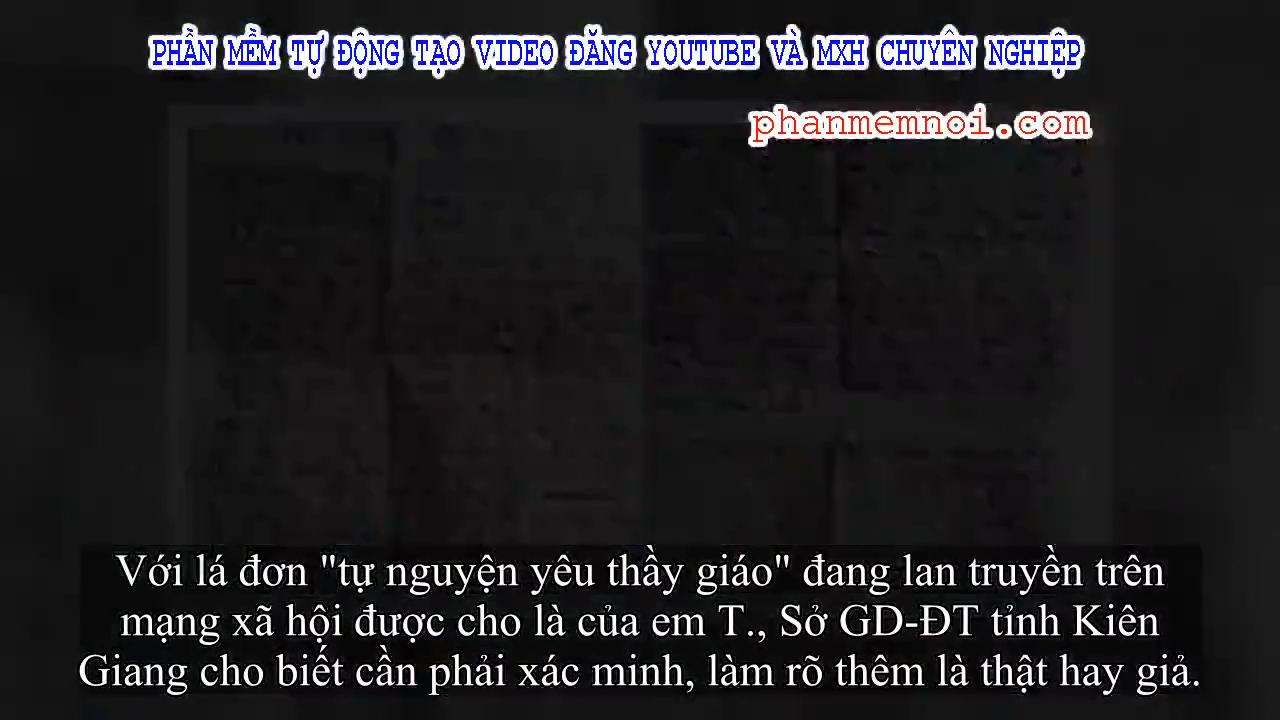 PHẦN MỀM TỰ ĐỘNG TẠO VIDEO ĐĂNG YOUTUBE VÀ MXH CHUYÊN NGHIỆP
phanmemnoi.com
Với lá đơn "tự nguyện yêu thầy giáo" đang lan truyền trên
mạng xã hội được cho là của em T., Sở GD-ĐT tỉnh Kiên
Giang cho biết cần phải xác minh, làm rõ thêm là thật hay giả.